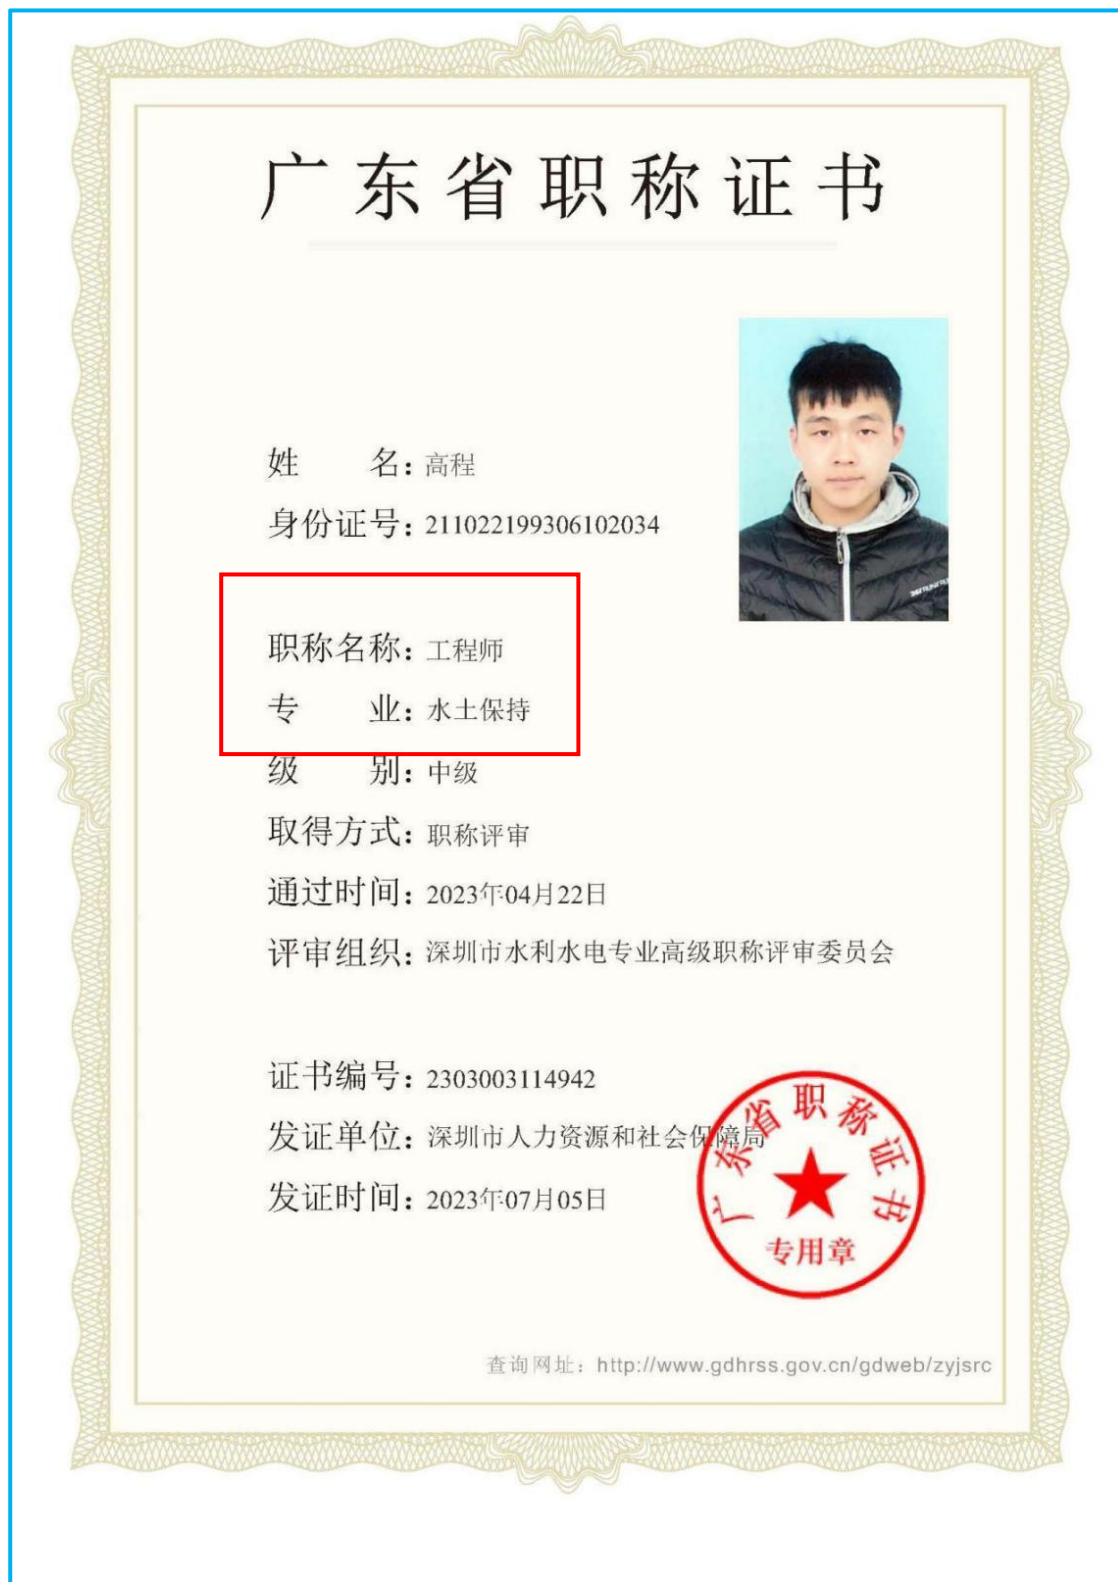 广东省职称证书
姓　　名：高程
身份证号：211022199306102034
职称名称：工程师
专　　业：水土保持
级　　别：中级
取得方式：职称评审
通过时间：2023年04月22日
评审组织：深圳市水利水电专业高级职称评审委员会
证书编号：2303003114942
发证单位：深圳市人力资源和社会保障局
发证时间：2023年07月05日
广东省职称证书
专用章
查询网址：http://www.gdhrss.gov.cn/gdweb/zyjsrc